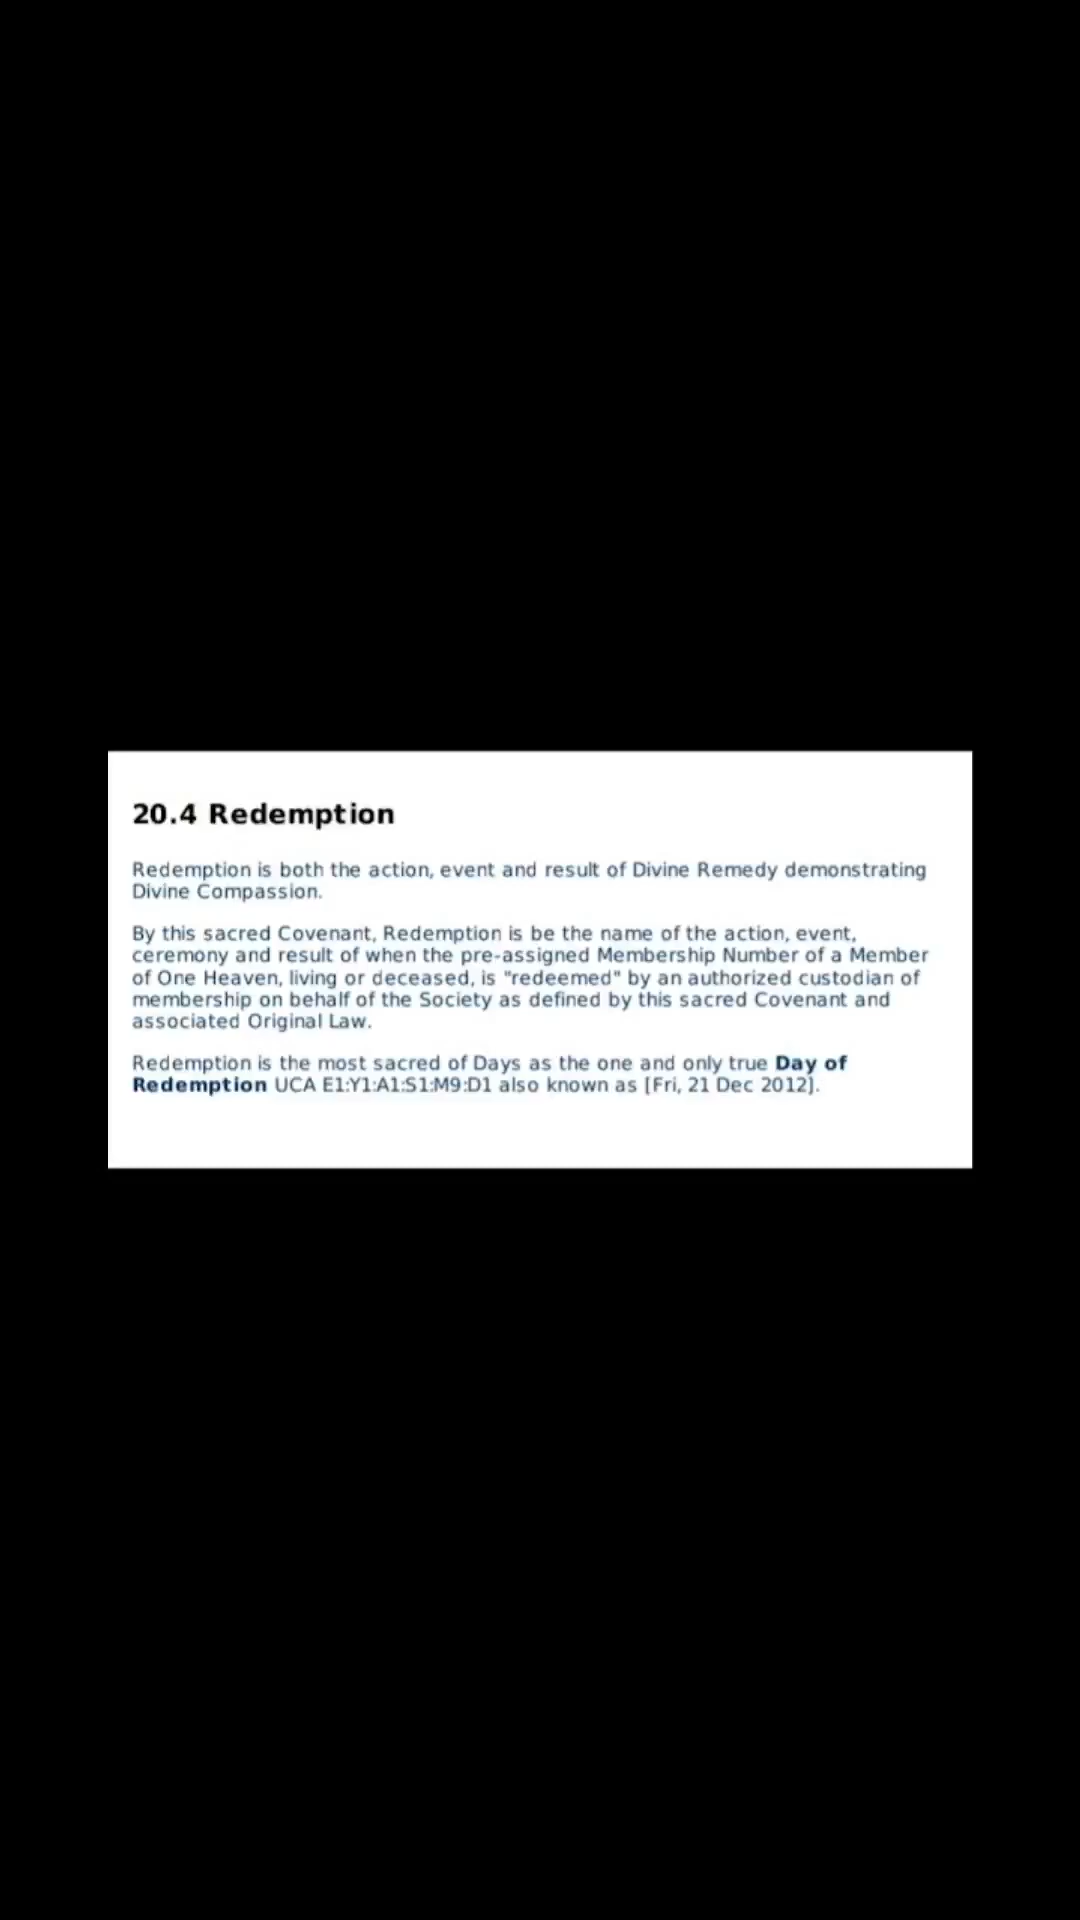 20.4 Redemption
Redemption is both the action, event and result of Divine Remedy demonstrating
Divine Compassion.
By this sacred Covenant, Redemption is be the name of the action, event,
ceremony and result of when the pre-assigned Membership Number of a Member
of One Heaven, living or deceased, is "redeemed" by an authorized custodian of
membership on behalf of the Society as defined by this sacred Covenant and
associated Original Law.
Redemption is the most sacred of Days as the one and only true Day of
Redemption UCA E1:Y1:A1:S1:M9:D1 also known as [Fri, 21 Dec 2012].